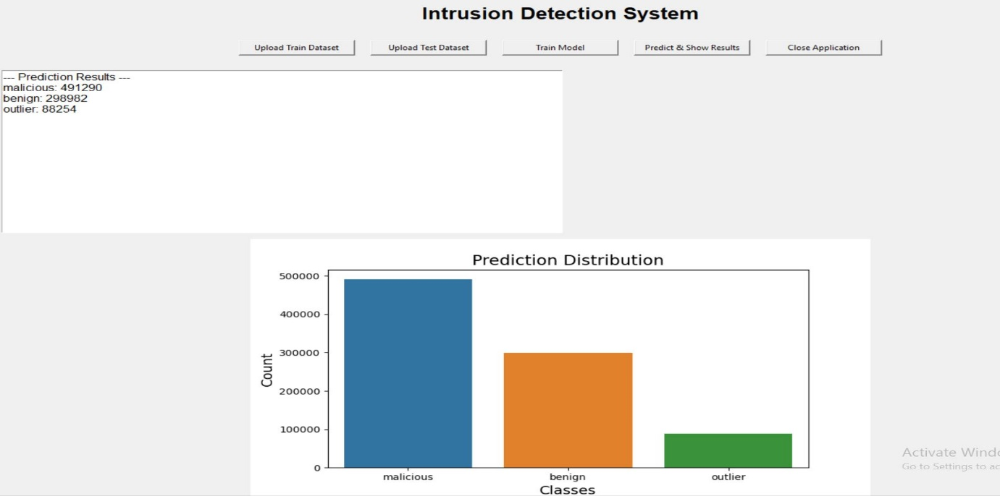 Intrusion Detection System
Upload Train Dataset Upload Test Dataset Train Model Predict & Show Results Close Application
--- Prediction Results ---
malicious: 491290
benign: 298982
outlier: 88254
Prediction Distribution
500000
400000
300000
200000
100000
0
Count
malicious benign outlier
Classes
Activate Windo
Go to Settings to ac